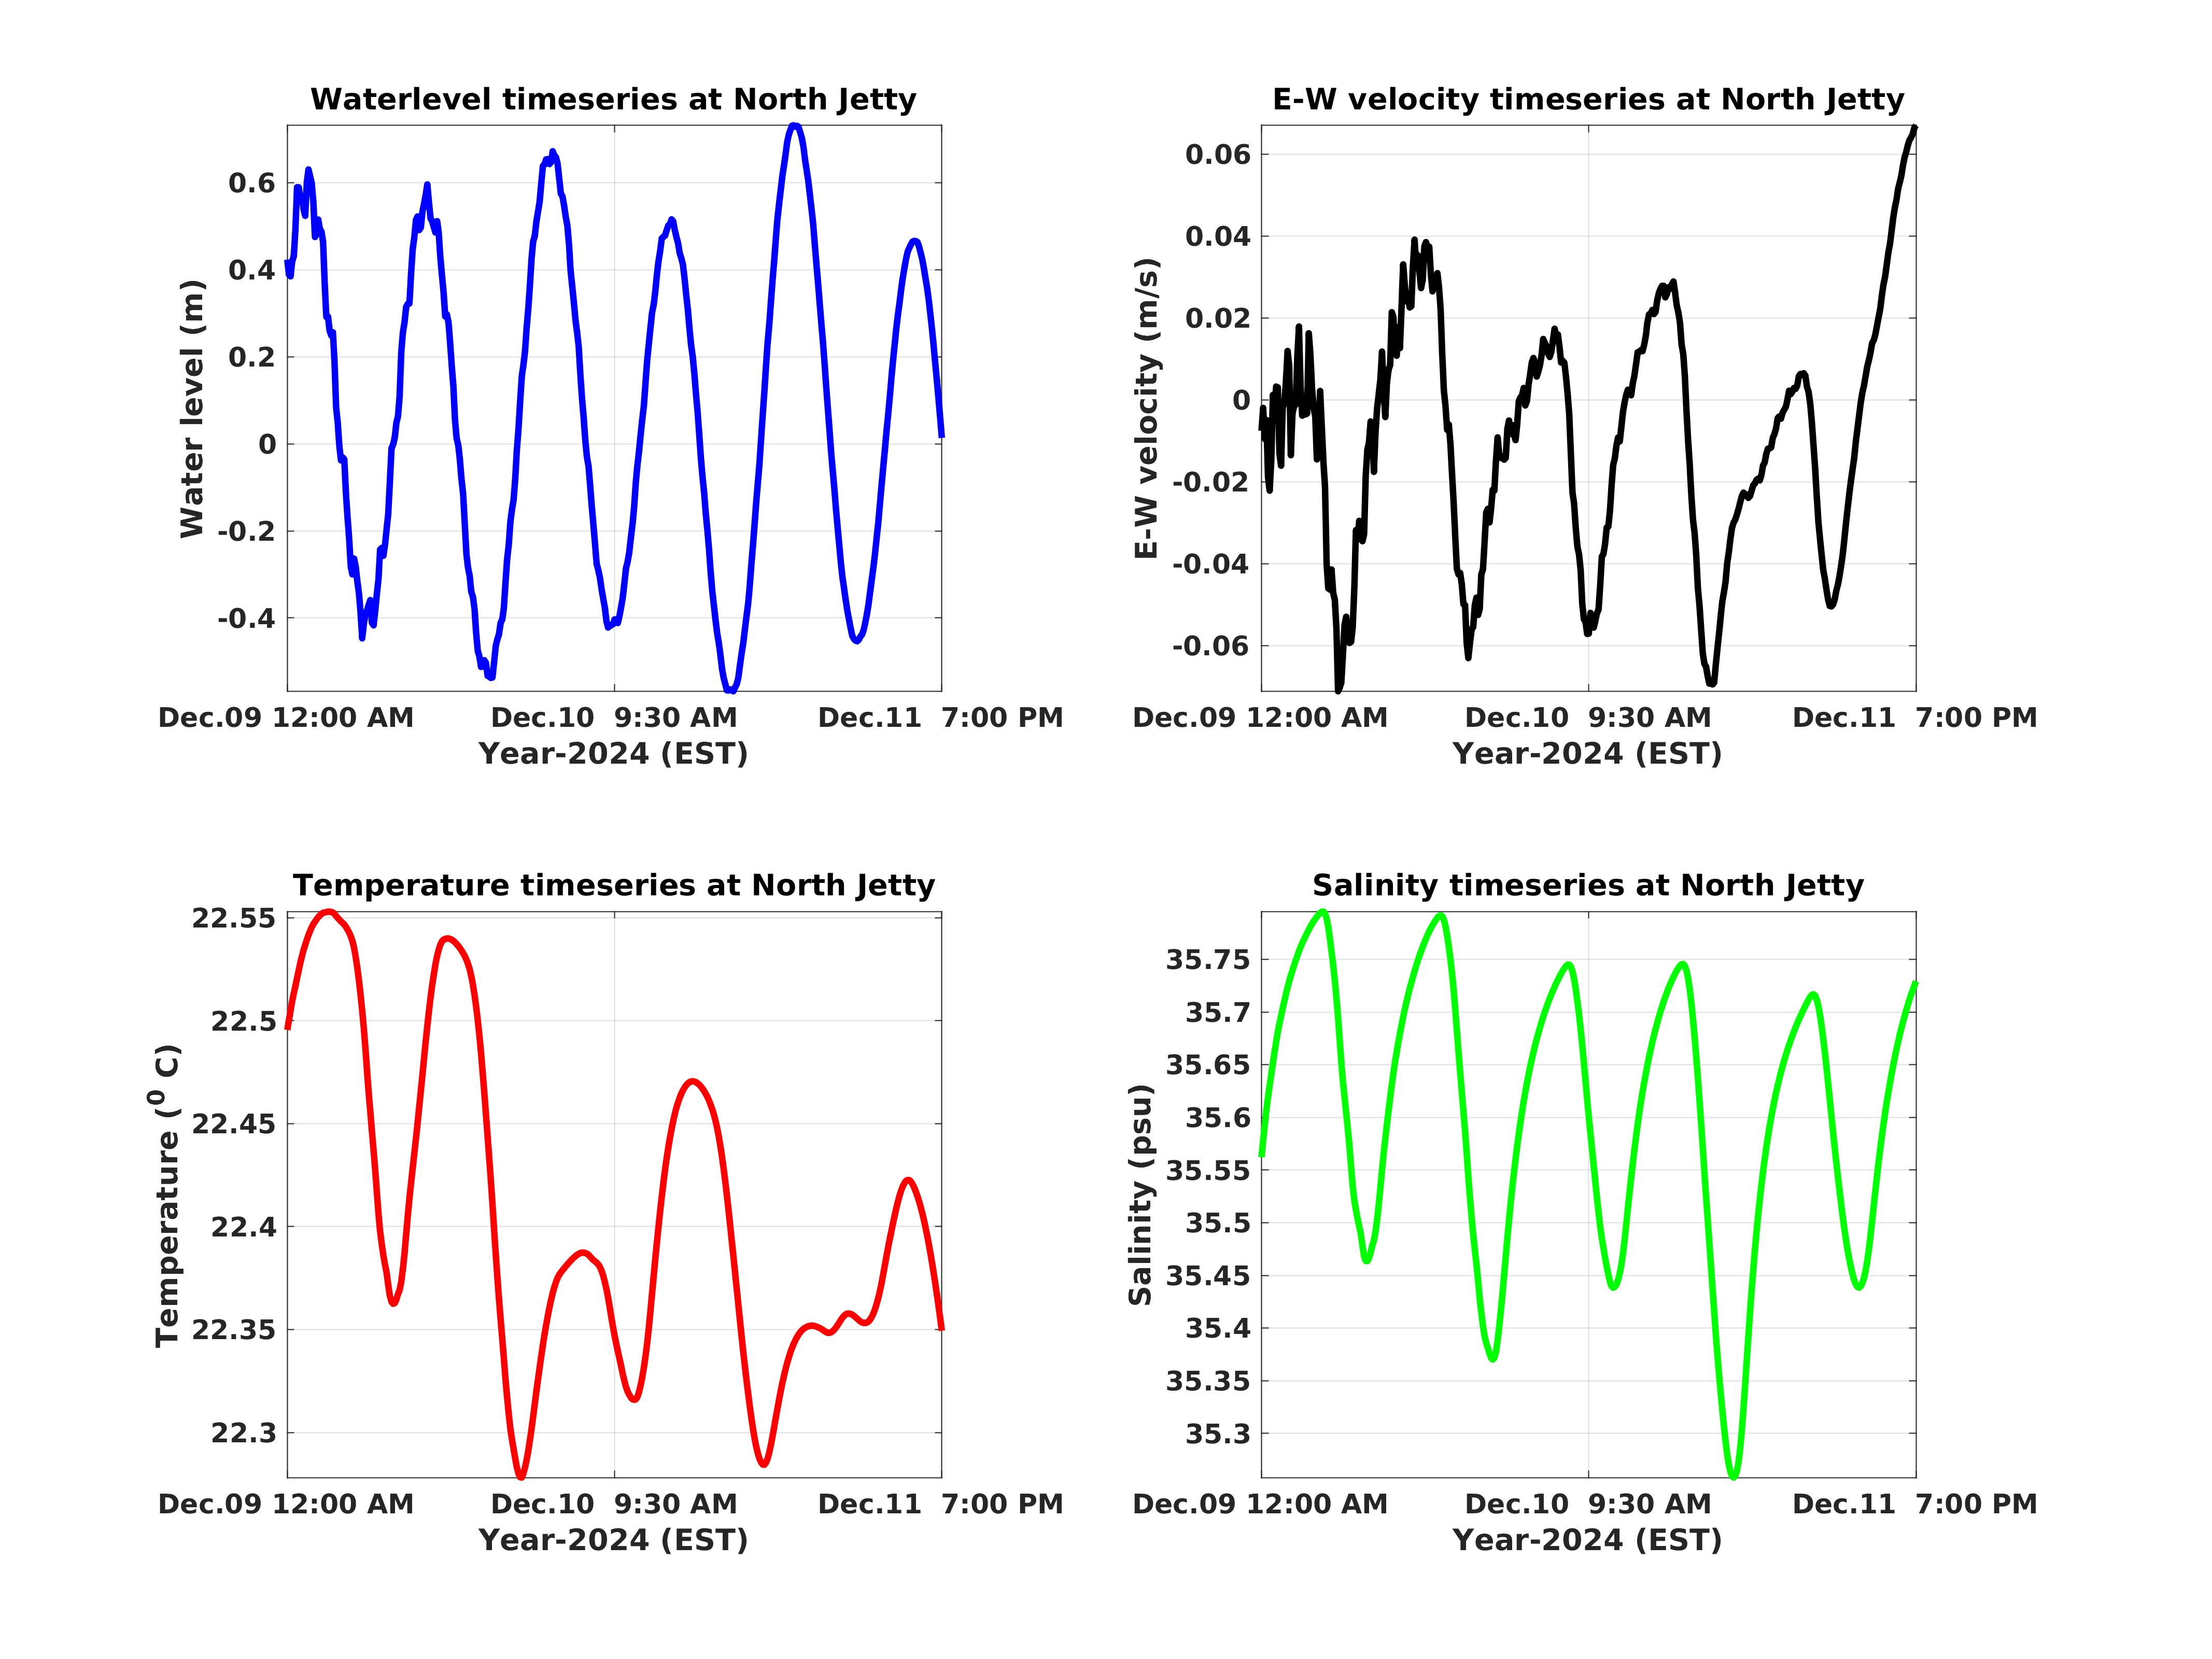 Waterlevel timeseries at North Jetty
0.6
0.4
0.2
0
-0.2
-0.4
Water level (m)
Dec.09 12:00 AM Dec.10 9:30 AM Dec.11 7:00 PM
Year-2024 (EST)
E-W velocity timeseries at North Jetty
0.06
0.04
0.02
0
-0.02
-0.04
-0.06
E-W velocity (m/s)
Dec.09 12:00 AM Dec.10 9:30 AM Dec.11 7:00 PM
Year-2024 (EST)
Temperature timeseries at North Jetty
22.55
22.5
22.45
22.4
22.35
22.3
Temperature (⁰ C)
Dec.09 12:00 AM Dec.10 9:30 AM Dec.11 7:00 PM
Year-2024 (EST)
Salinity timeseries at North Jetty
35.75
35.7
35.65
35.6
35.55
35.5
35.45
35.4
35.35
35.3
Salinity (psu)
Dec.09 12:00 AM Dec.10 9:30 AM Dec.11 7:00 PM
Year-2024 (EST)